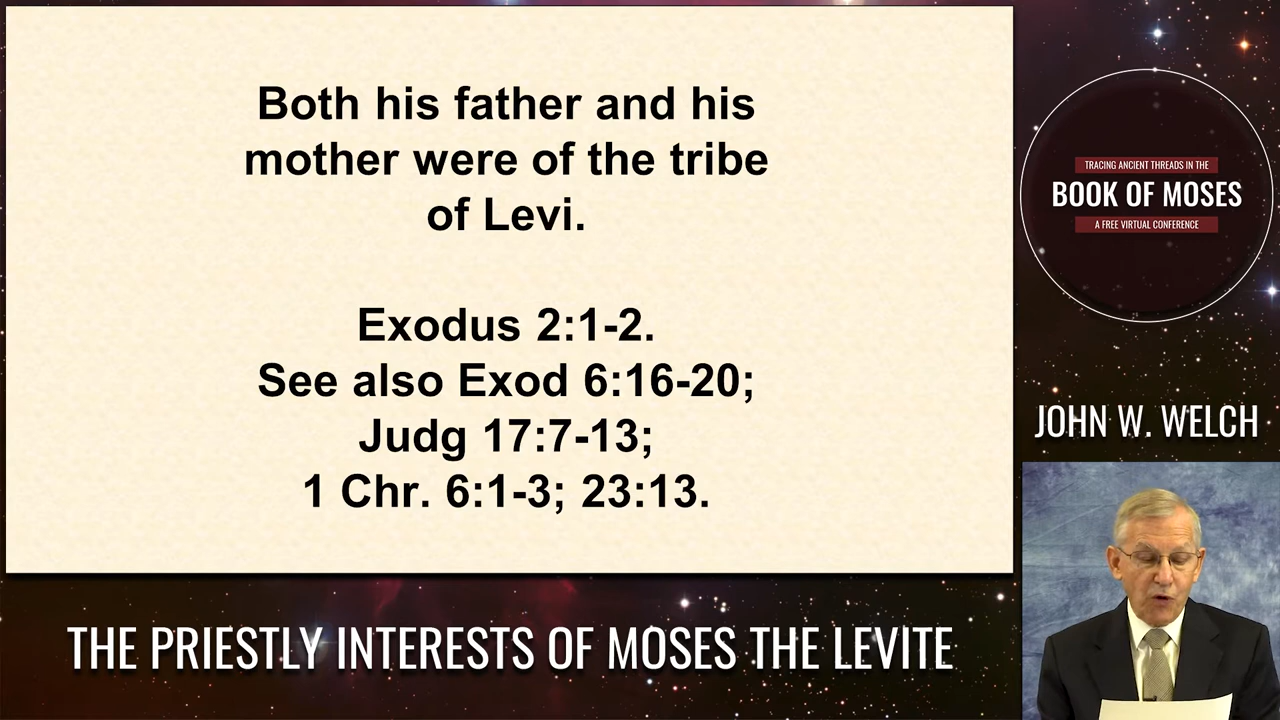 Both his father and his
mother were of the tribe
of Levi.
Exodus 2:1-2.
See also Exod 6:16-20;
Judg 17:7-13;
1 Chr. 6:1-3; 23:13.
TRACING ANCIENT THREADS IN THE
BOOK OF MOSES
A FREE VIRTUAL CONFERENCE
JOHN W. WELCH
THE PRIESTLY INTERESTS OF MOSES THE LEVITE